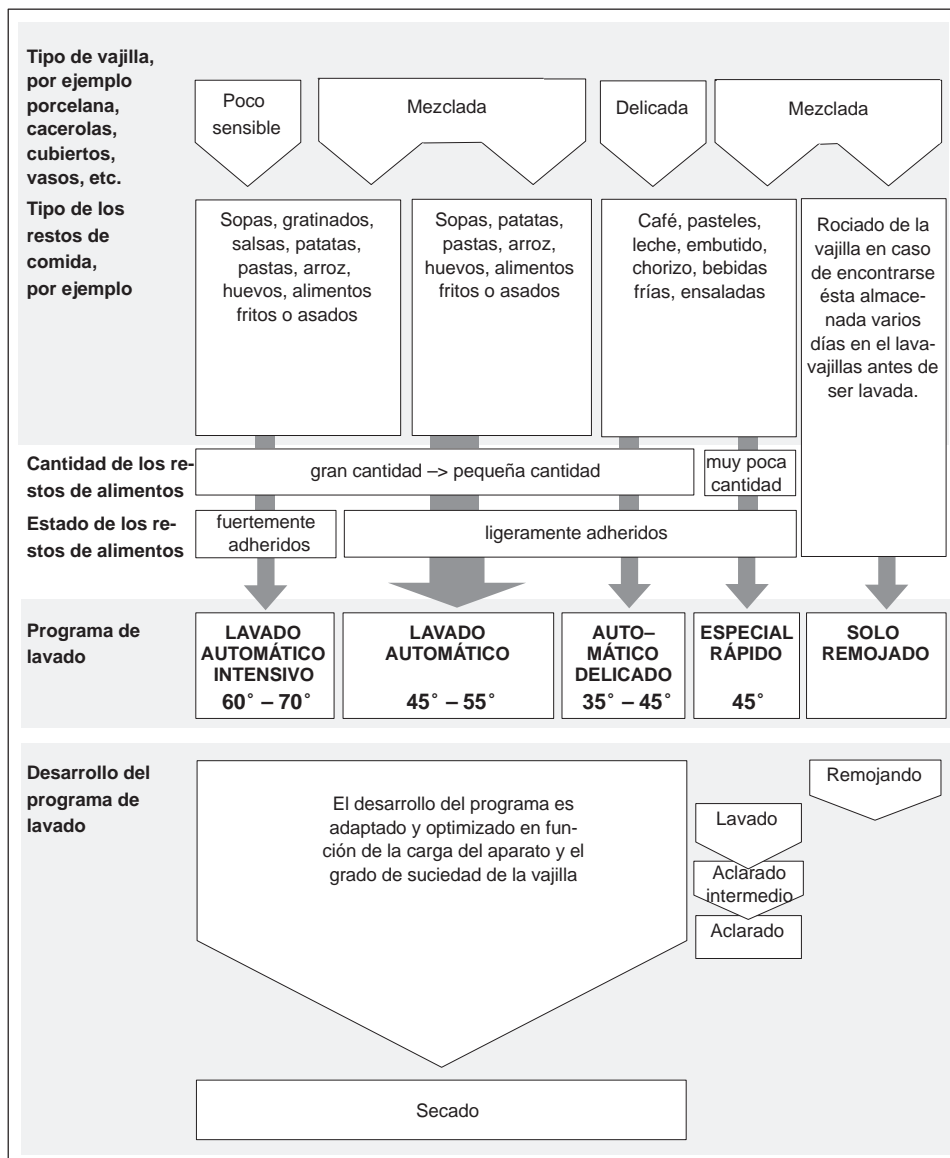 Tipo de vajilla,
por ejemplo
porcelana,
cacerolas,
cubiertos,
vasos, etc.
Poco
sensible
Mezclada
Delicada
Mezclada
Tipo de los
restos de
comida,
por ejemplo
Sopas, gratinados,
salsas, patatas,
pastas, arroz,
huevos, alimentos
fritos o asados
Sopas, patatas,
pastas, arroz,
huevos, alimentos
fritos o asados
Café, pasteles,
leche, embutido,
chorizo, bebidas
frías, ensaladas
Rociado de la
vajilla en caso
de encontrarse
ésta almace-
nada varios
días en el lava-
vajillas antes de
ser lavada.
Cantidad de los re-
stos de alimentos
gran cantidad –> pequeña cantidad
muy poca
cantidad
Estado de los re-
stos de alimentos
fuertemente
adheridos
ligeramente adheridos
Programa de
lavado
LAVADO
AUTOMÁTICO
INTENSIVO
60° – 70°
LAVADO
AUTOMÁTICO
45° – 55°
AUTO–
MÁTICO
DELICADO
35° – 45°
ESPECIAL
RÁPIDO
45°
SOLO
REMOJADO
Desarrollo del
programa de
lavado
El desarrollo del programa es
adaptado y optimizado en fun-
ción de la carga del aparato y el
grado de suciedad de la vajilla
Lavado
Aclarado
intermedio
Aclarado
Remojando
Secado